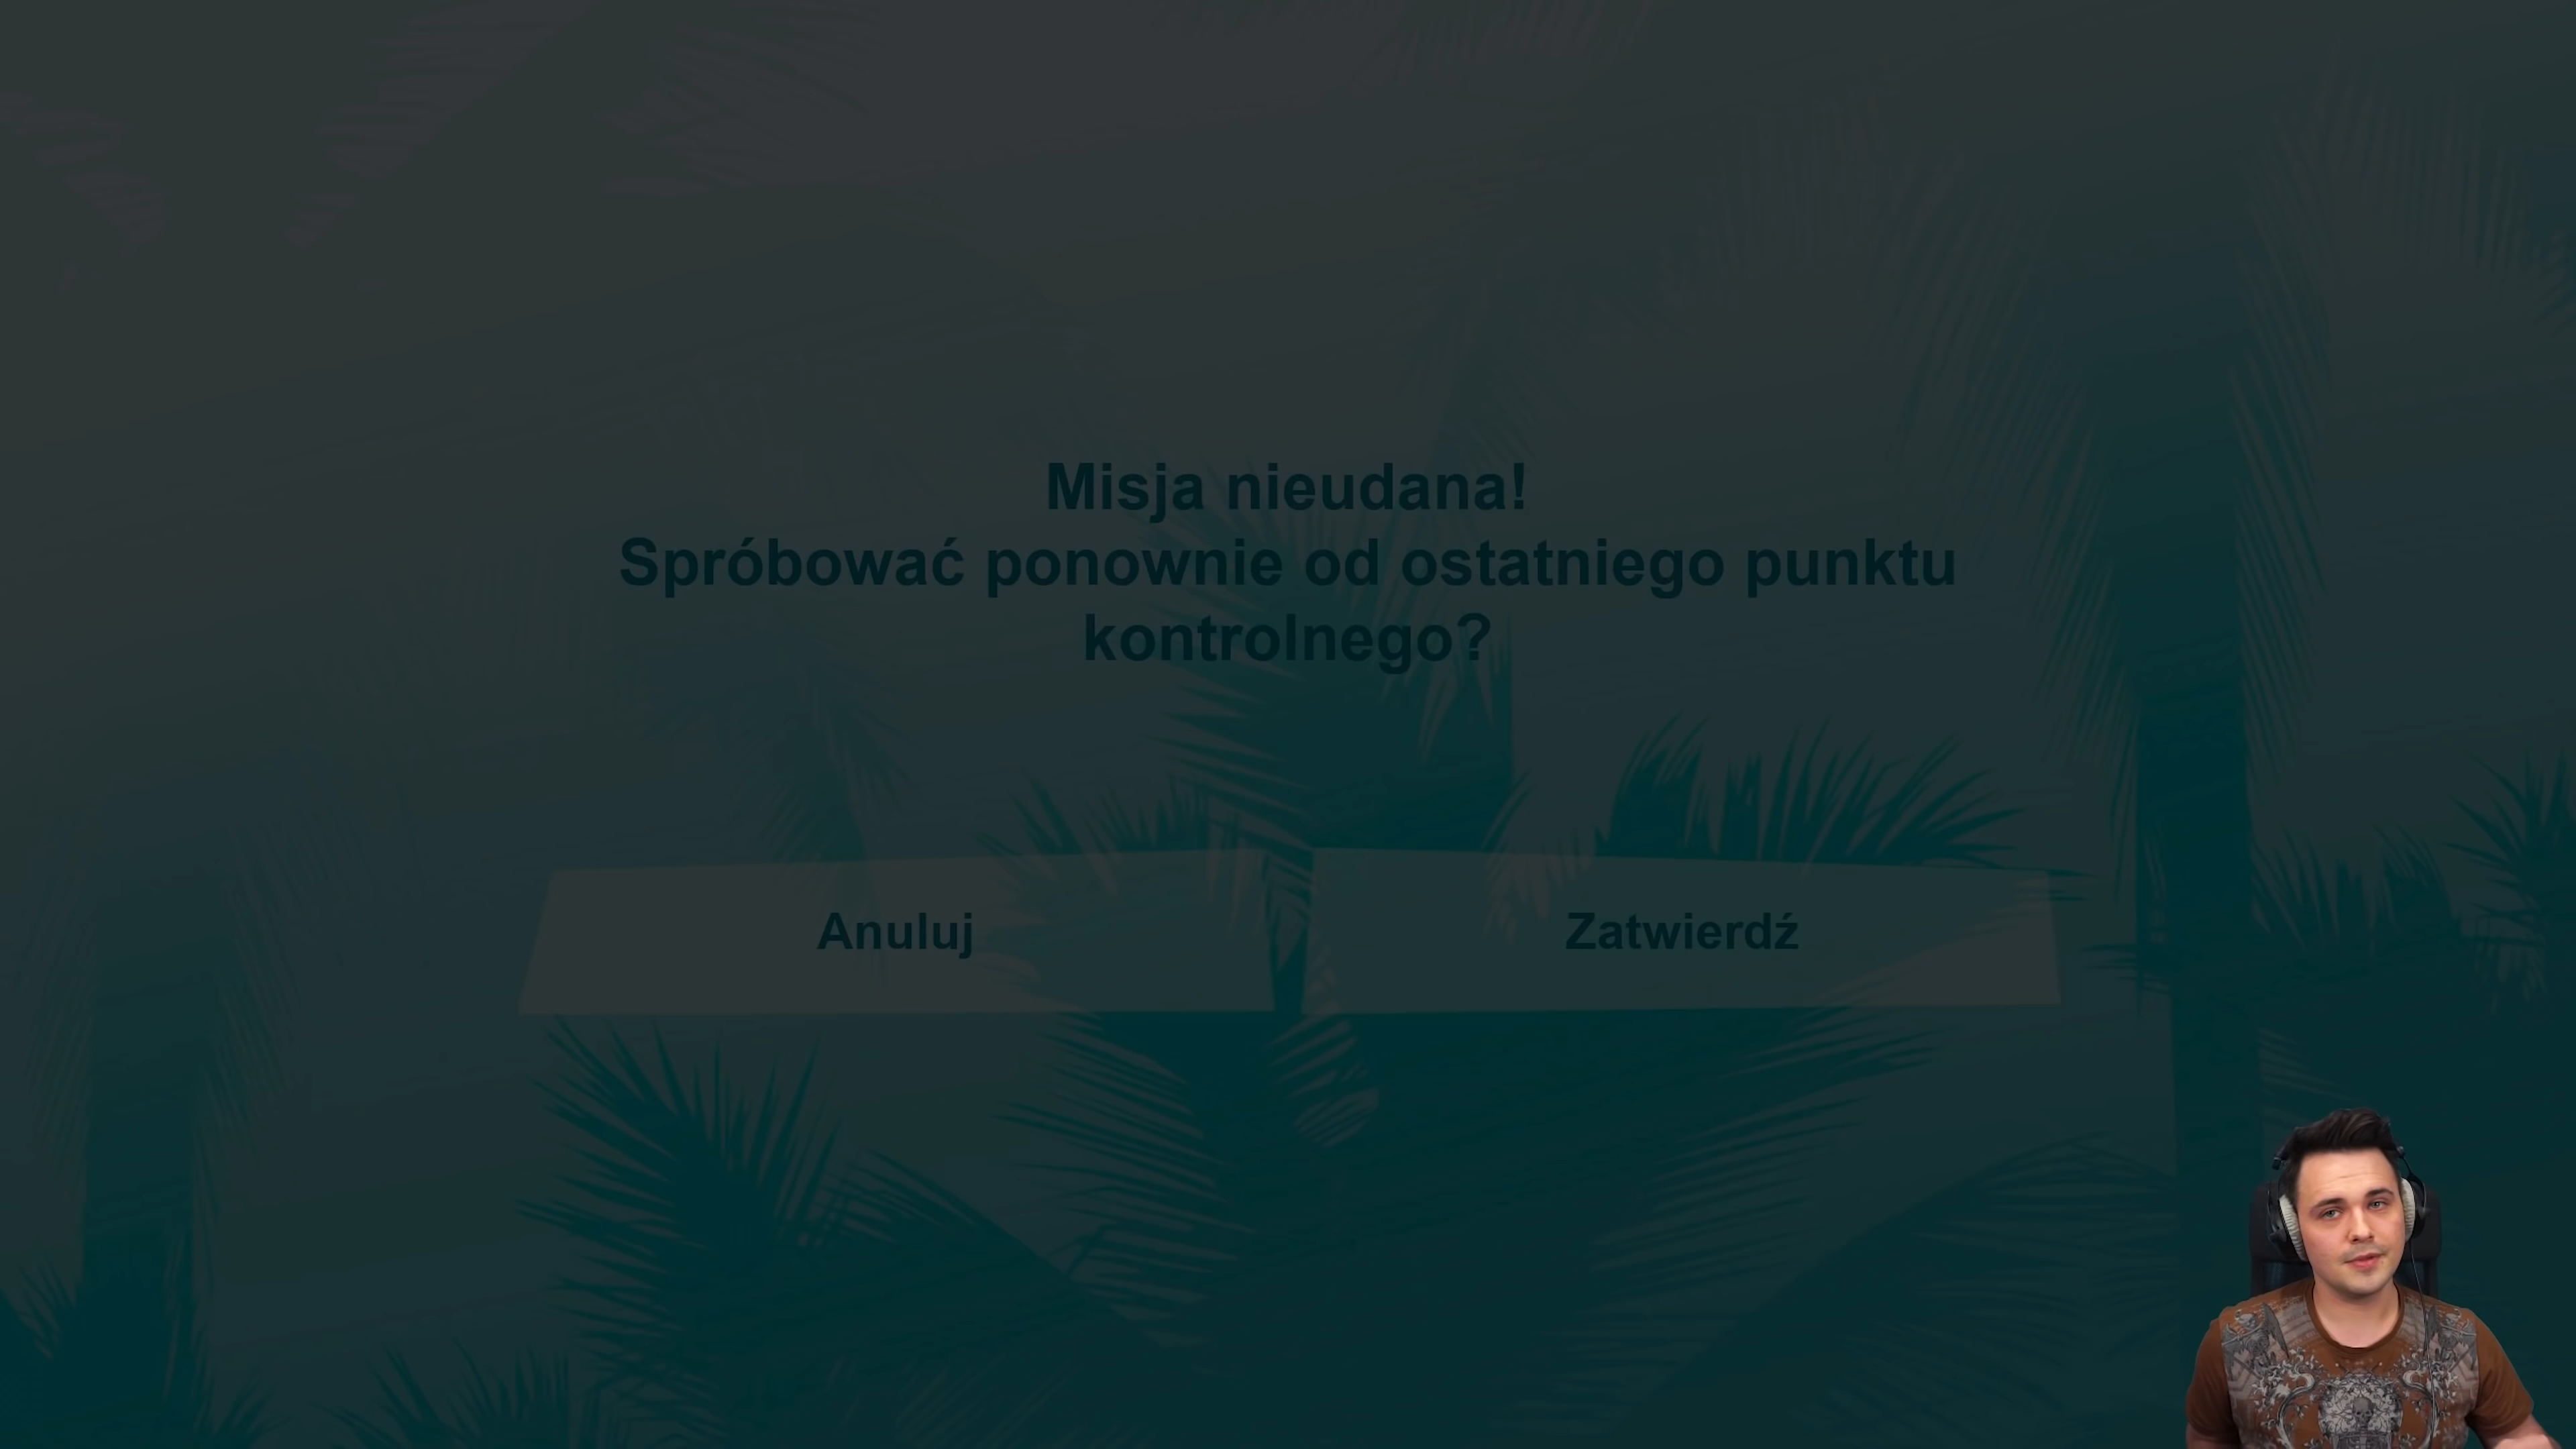 Misja nieudana!
Spróbować ponownie od ostatniego punktu
kontrolnego?
Anuluj
Zatwierdź